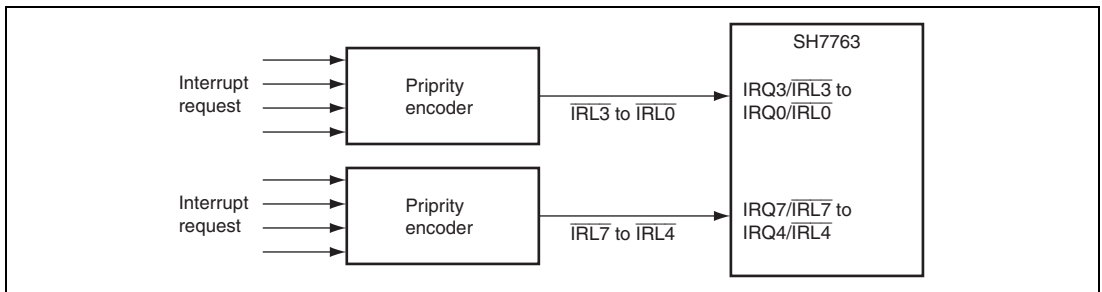 Interrupt
request
Priprity
encoder
IRL3 to IRL0
SH7763
IRQ3/IRL3 to
IRQ0/IRL0
Interrupt
request
Priprity
encoder
IRL7 to IRL4
IRQ7/IRL7 to
IRQ4/IRL4